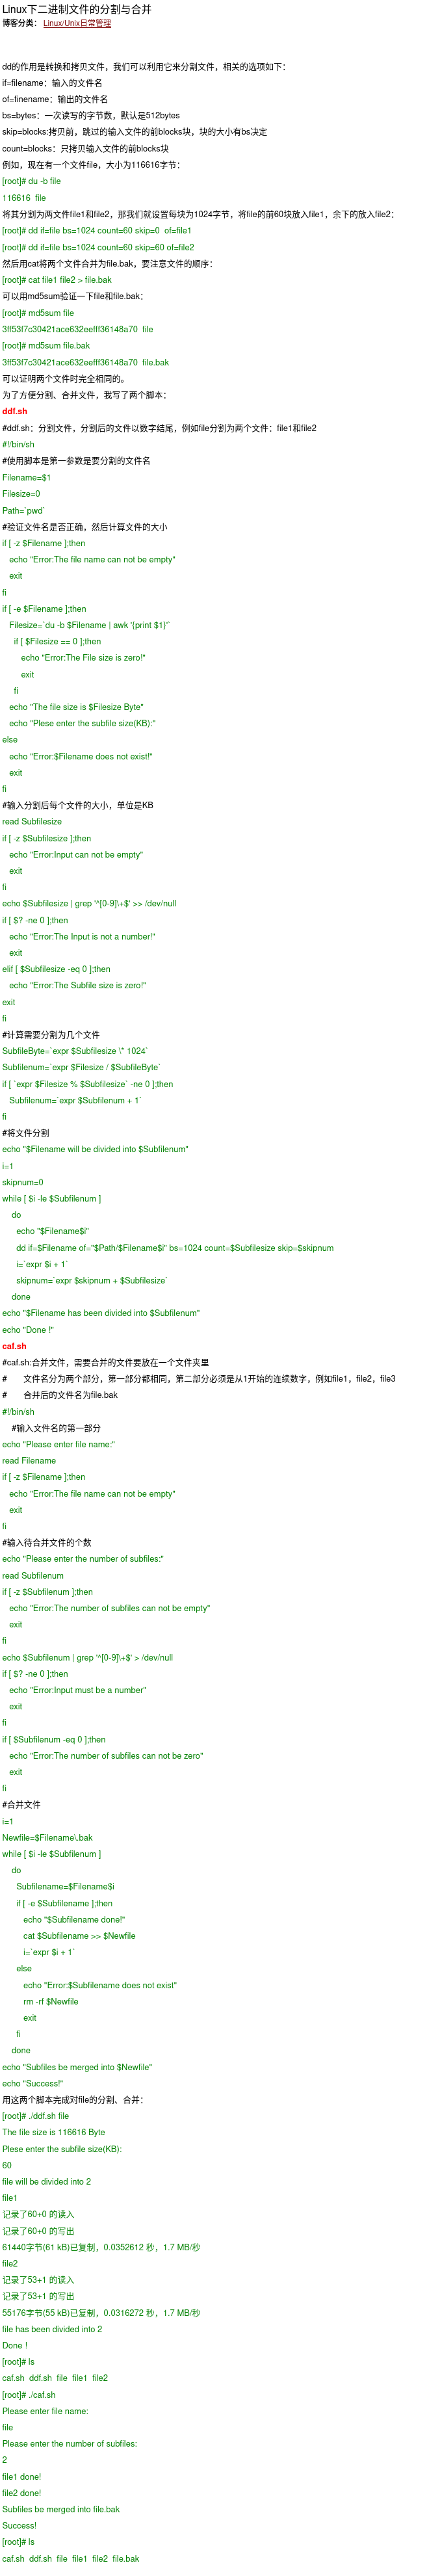 Linux下二进制文件的分割与合并
博客分类： Linux/Unix日常管理
dd的作用是转换和拷贝文件，我们可以利用它来分割文件，相关的选项如下：
if=filename：输入的文件名
of=finename：输出的文件名
bs=bytes：一次读写的字节数，默认是512bytes
skip=blocks:拷贝前，跳过的输入文件的前blocks块，块的大小有bs决定
count=blocks：只拷贝输入文件的前blocks块
例如，现在有一个文件file，大小为116616字节：
[root]# du -b file
116616  file
将其分割为两文件file1和file2，那我们就设置每块为1024字节，将file的前60块放入file1，余下的放入file2：
[root]# dd if=file bs=1024 count=60 skip=0  of=file1
[root]# dd if=file bs=1024 count=60 skip=60 of=file2
然后用cat将两个文件合并为file.bak，要注意文件的顺序：
[root]# cat file1 file2 > file.bak
可以用md5sum验证一下file和file.bak：
[root]# md5sum file
3ff53f7c30421ace632eefff36148a70  file
[root]# md5sum file.bak
3ff53f7c30421ace632eefff36148a70  file.bak
可以证明两个文件时完全相同的。
为了方便分割、合并文件，我写了两个脚本：
ddf.sh
#ddf.sh：分割文件，分割后的文件以数字结尾，例如file分割为两个文件：file1和file2
#!/bin/sh
#使用脚本是第一参数是要分割的文件名
Filename=$1
Filesize=0
Path=`pwd`
#验证文件名是否正确，然后计算文件的大小
if [ -z $Filename ];then
   echo "Error:The file name can not be empty"
   exit
fi
if [ -e $Filename ];then
   Filesize=`du -b $Filename | awk '{print $1}'`
     if [ $Filesize == 0 ];then
        echo "Error:The File size is zero!"
        exit
     fi
   echo "The file size is $Filesize Byte"
   echo "Plese enter the subfile size(KB):"
else
   echo "Error:$Filename does not exist!"
   exit
fi
#输入分割后每个文件的大小，单位是KB
read Subfilesize
if [ -z $Subfilesize ];then
   echo "Error:Input can not be empty"
   exit
fi
echo $Subfilesize | grep '^[0-9]\+$' >> /dev/null
if [ $? -ne 0 ];then
   echo "Error:The Input is not a number!"
   exit
elif [ $Subfilesize -eq 0 ];then
   echo "Error:The Subfile size is zero!"
exit
fi
#计算需要分割为几个文件
SubfileByte=`expr $Subfilesize \* 1024`
Subfilenum=`expr $Filesize / $SubfileByte`
if [ `expr $Filesize % $Subfilesize` -ne 0 ];then
   Subfilenum=`expr $Subfilenum + 1`
fi
#将文件分割
echo "$Filename will be divided into $Subfilenum"
i=1
skipnum=0
while [ $i -le $Subfilenum ]
    do
      echo "$Filename$i"
      dd if=$Filename of="$Path/$Filename$i" bs=1024 count=$Subfilesize skip=$skipnum
      i=`expr $i + 1`
      skipnum=`expr $skipnum + $Subfilesize`
    done
echo "$Filename has been divided into $Subfilenum"
echo "Done !"
caf.sh
#caf.sh:合并文件，需要合并的文件要放在一个文件夹里
#       文件名分为两个部分，第一部分都相同，第二部分必须是从1开始的连续数字，例如file1，file2，file3
#       合并后的文件名为file.bak
#!/bin/sh
    #输入文件名的第一部分
echo "Please enter file name:"
read Filename
if [ -z $Filename ];then
   echo "Error:The file name can not be empty"
   exit
fi
#输入待合并文件的个数
echo "Please enter the number of subfiles:"
read Subfilenum
if [ -z $Subfilenum ];then
   echo "Error:The number of subfiles can not be empty"
   exit
fi
echo $Subfilenum | grep '^[0-9]\+$' > /dev/null
if [ $? -ne 0 ];then
   echo "Error:Input must be a number"
   exit
fi
if [ $Subfilenum -eq 0 ];then
   echo "Error:The number of subfiles can not be zero"
   exit
fi
#合并文件
i=1
Newfile=$Filename\.bak
while [ $i -le $Subfilenum ]
    do
      Subfilename=$Filename$i
      if [ -e $Subfilename ];then
         echo "$Subfilename done!"
         cat $Subfilename >> $Newfile
         i=`expr $i + 1`
      else
         echo "Error:$Subfilename does not exist"
         rm -rf $Newfile
         exit
      fi
    done
echo "Subfiles be merged into $Newfile"
echo "Success!"
用这两个脚本完成对file的分割、合并：
[root]# ./ddf.sh file
The file size is 116616 Byte
Plese enter the subfile size(KB):
60
file will be divided into 2
file1
记录了60+0 的读入
记录了60+0 的写出
61440字节(61 kB)已复制，0.0352612 秒，1.7 MB/秒
file2
记录了53+1 的读入
记录了53+1 的写出
55176字节(55 kB)已复制，0.0316272 秒，1.7 MB/秒
file has been divided into 2
Done !
[root]# ls
caf.sh  ddf.sh  file  file1  file2
[root]# ./caf.sh
Please enter file name:
file
Please enter the number of subfiles:
2
file1 done!
file2 done!
Subfiles be merged into file.bak
Success!
[root]# ls
caf.sh  ddf.sh  file  file1  file2  file.bak